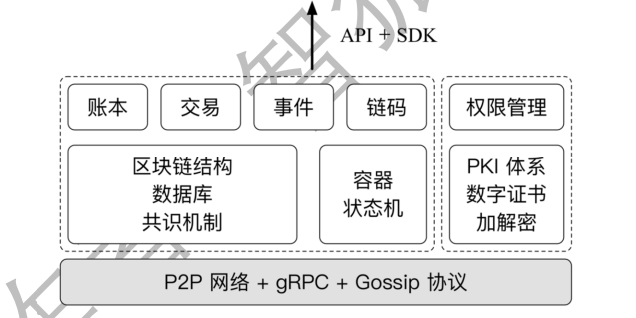 API + SDK
账本
交易
事件
链码
权限管理
区块链结构
数据库
共识机制
容器
状态机
PKI 体系
数字证书
加解密
P2P 网络 + gRPC + Gossip 协议